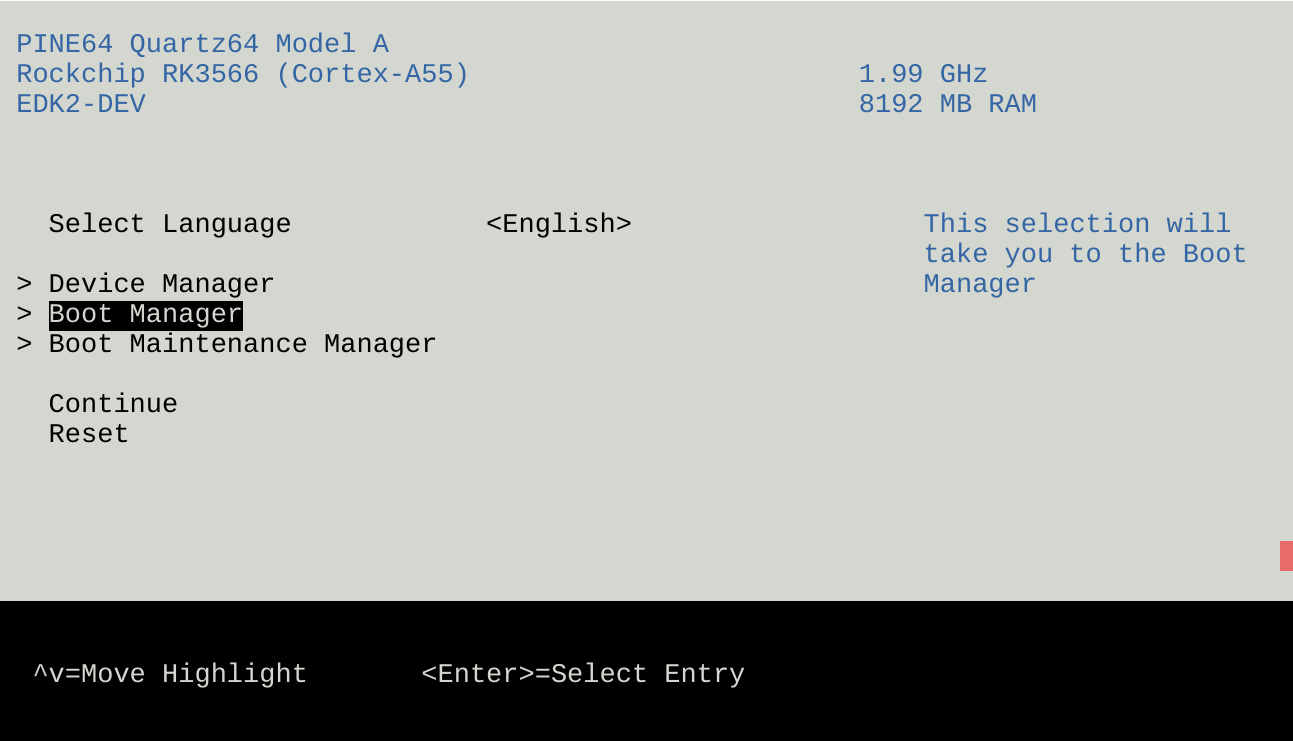 PINE64 Quartz64 Model A
Rockchip RK3566 (Cortex-A55) 1.99 GHz
EDK2-DEV 8192 MB RAM
Select Language <English> This selection will
take you to the Boot
> Device Manager Manager
> Boot Manager
> Boot Maintenance Manager
Continue
Reset
^v=Move Highlight <Enter>=Select Entry